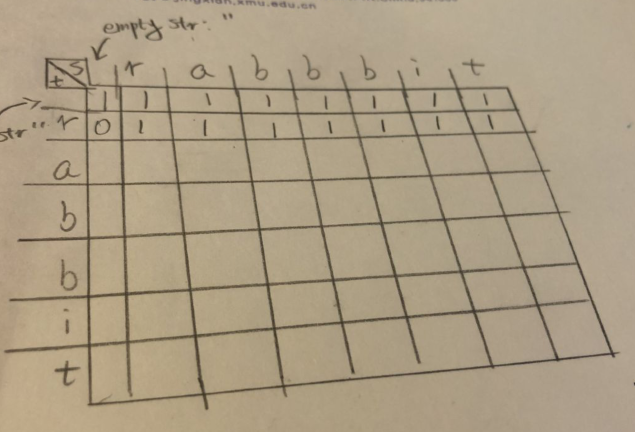 xmu.edu.cn
empty str: "
t S r a b b b i t
1 1 1 1 1 1 1 1
str" r 0 1 1 1 1 1 1 1
a
b
b
i
t